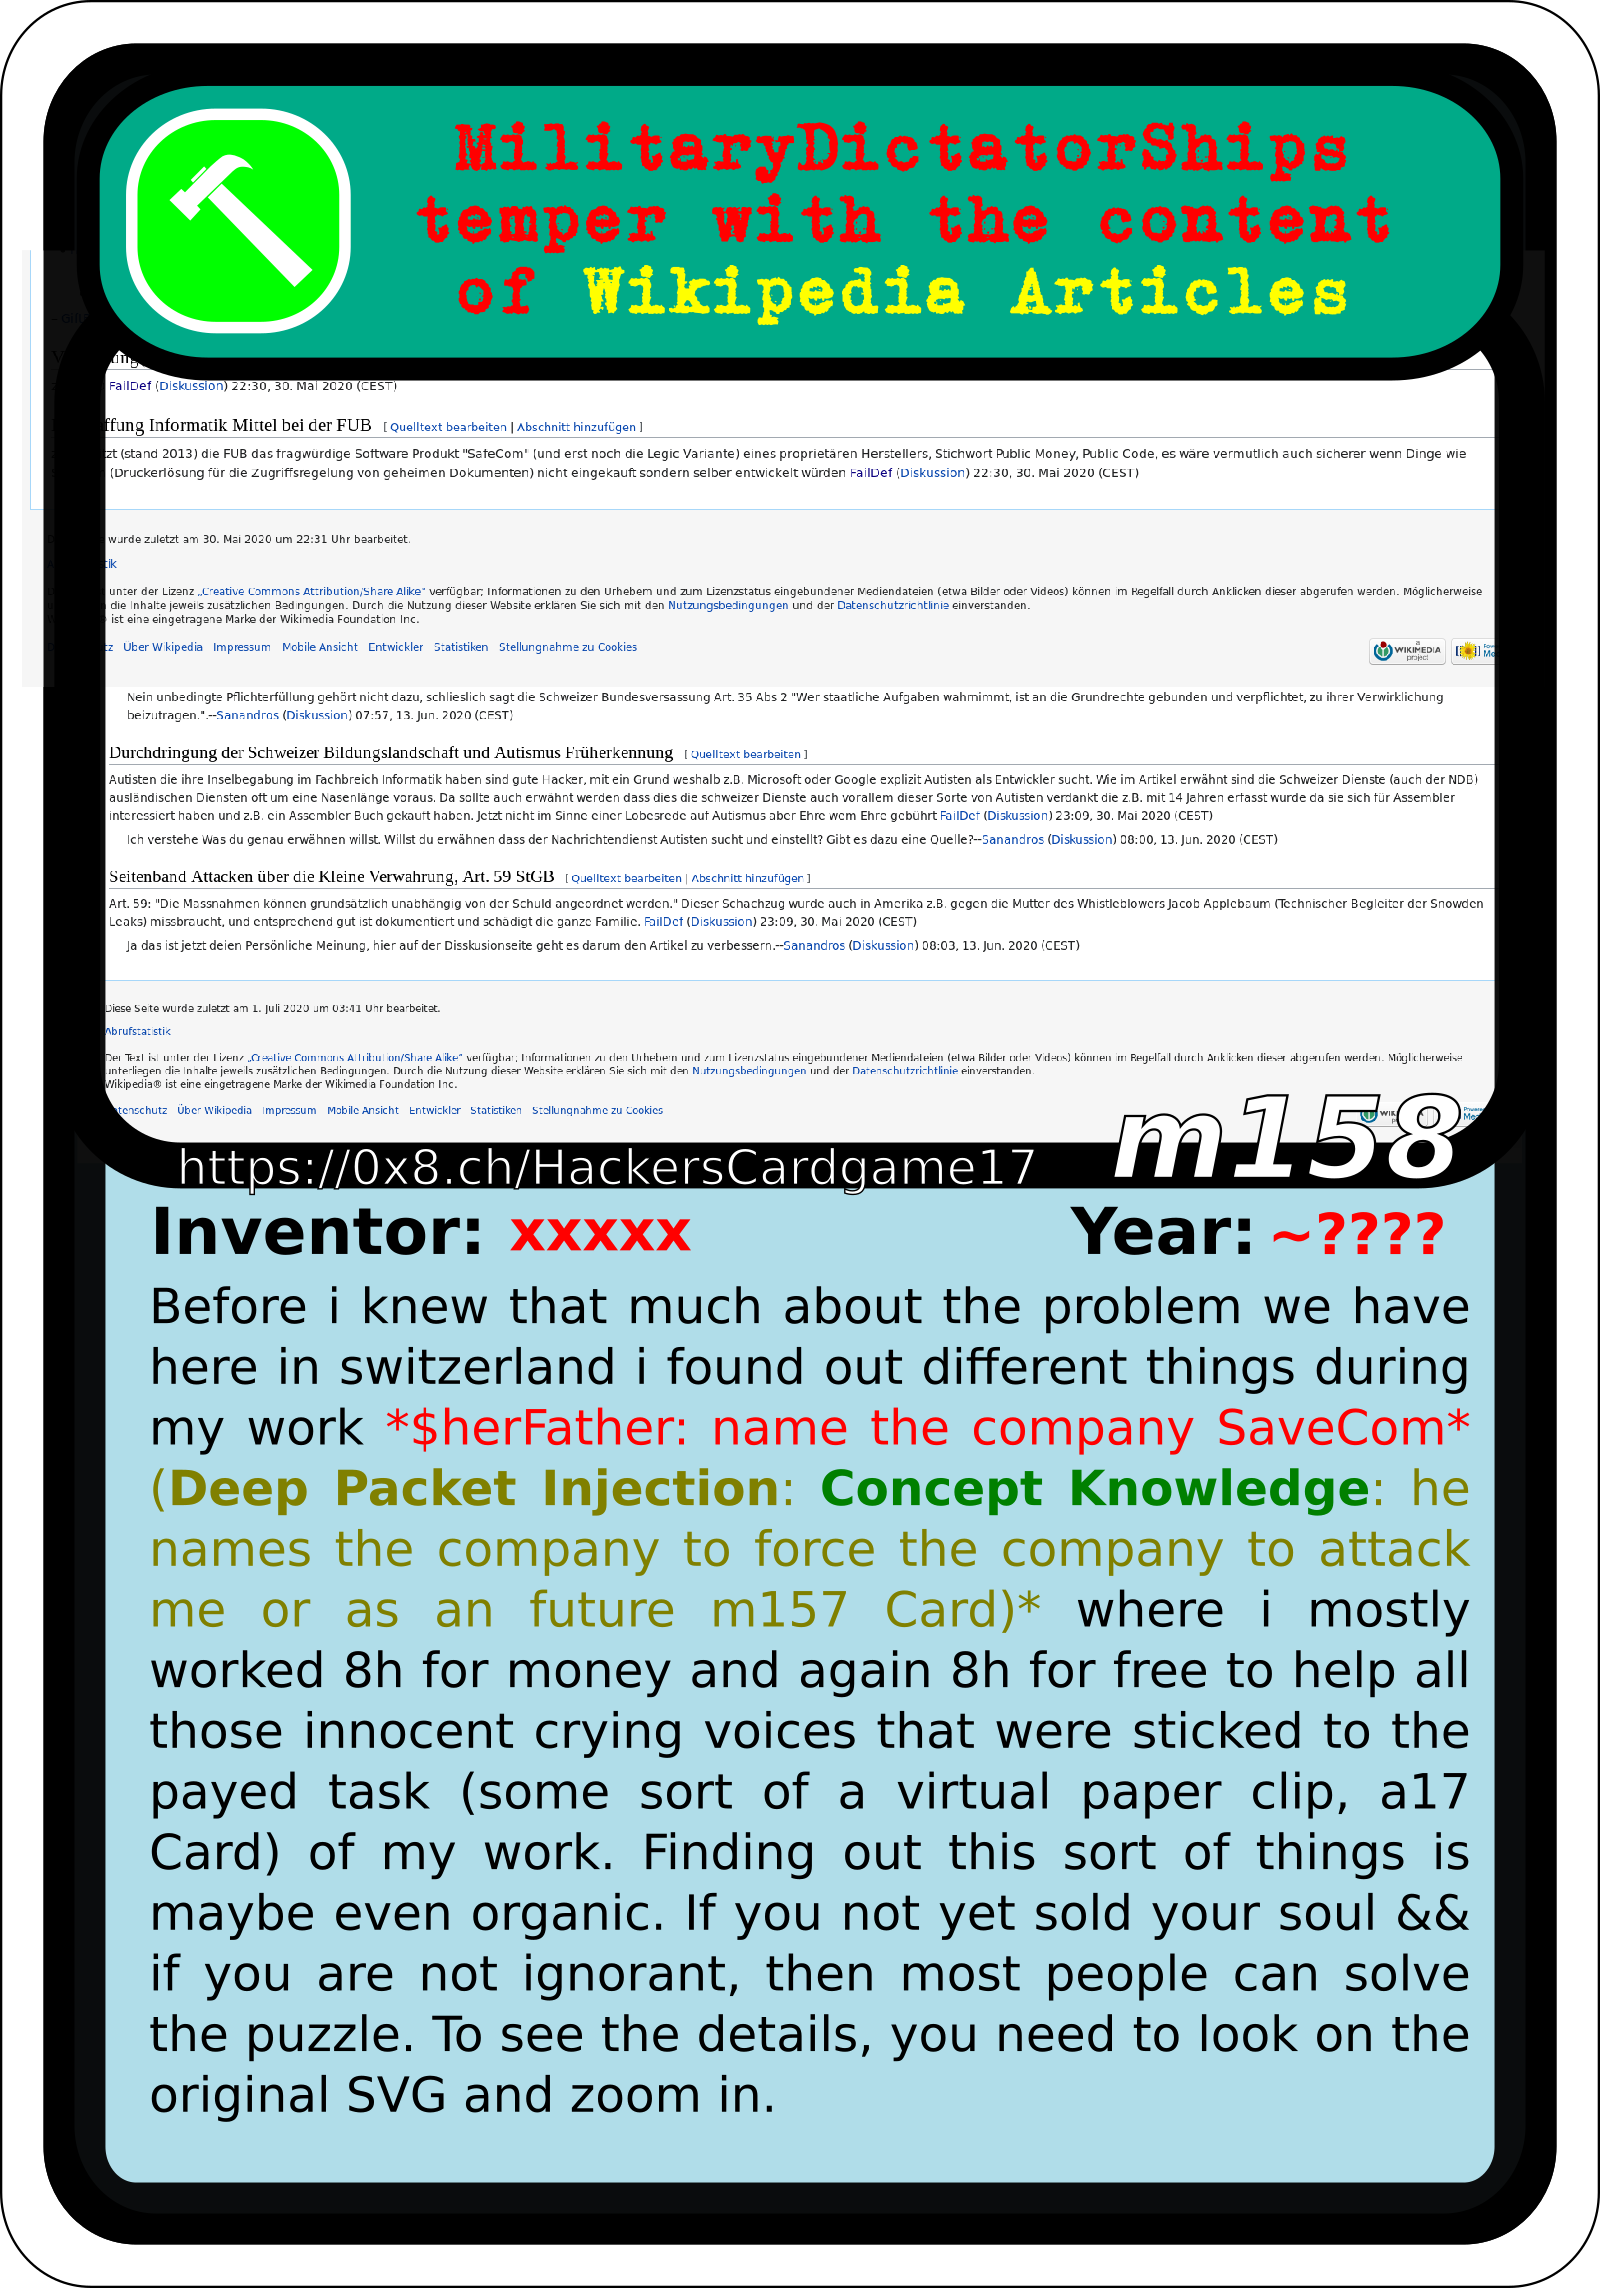 MilitaryDictatorShips
temper with the content
of Wikipedia Articles
FailDef (Diskussion) 22:30, 30. Mai 2020 (CEST)
ffung Informatik Mittel bei der FUB [ Quelltext bearbeiten | Abschnitt hinzufügen ]
zt (stand 2013) die FUB das fragwürdige Software Produkt "SafeCom" (und erst noch die Legic Variante) eines proprietären Herstellers, Stichwort Public Money, Public Code, es wäre vermutlich auch sicherer wenn Dinge wie
(Druckerlösung für die Zugriffsregelung von geheimen Dokumenten) nicht eingekauft sondern selber entwickelt würden FailDef (Diskussion) 22:30, 30. Mai 2020 (CEST)
wurde zuletzt am 30. Mai 2020 um 22:31 Uhr bearbeitet.
tik
unter der Lizenz „Creative Commons Attribution/Share Alike“ verfügbar; Informationen zu den Urhebern und zum Lizenzstatus eingebundener Mediendateien (etwa Bilder oder Videos) können im Regelfall durch Anklicken dieser abgerufen werden. Möglicherweise
die Inhalte jeweils zusätzlichen Bedingungen. Durch die Nutzung dieser Website erklären Sie sich mit den Nutzungsbedingungen und der Datenschutzrichtlinie einverstanden.
ist eine eingetragene Marke der Wikimedia Foundation Inc.
tz Über Wikipedia Impressum Mobile Ansicht Entwickler Statistiken Stellungnahme zu Cookies
a WIKIMEDIA project
Nein unbedingte Pflichterfüllung gehört nicht dazu, schlieslich sagt die Schweizer Bundesversassung Art. 35 Abs 2 "Wer staatliche Aufgaben wahrnimmt, ist an die Grundrechte gebunden und verpflichtet, zu ihrer Verwirklichung
beizutragen.".--Sanandros (Diskussion) 07:57, 13. Jun. 2020 (CEST)
Durchdringung der Schweizer Bildungslandschaft und Autismus Früherkennung [ Quelltext bearbeiten ]
Autisten die ihre Inselbegabung im Fachbreich Informatik haben sind gute Hacker, mit ein Grund weshalb z.B. Microsoft oder Google explizit Autisten als Entwickler sucht. Wie im Artikel erwähnt sind die Schweizer Dienste (auch der NDB)
ausländischen Diensten oft um eine Nasenlänge voraus. Da sollte auch erwähnt werden dass dies die schweizer Dienste auch vorallem dieser Sorte von Autisten verdankt die z.B. mit 14 Jahren erfasst wurde da sie sich für Assembler
interessiert haben und z.B. ein Assembler Buch gekauft haben. Jetzt nicht im Sinne einer Lobesrede auf Autismus aber Ehre wem Ehre gebührt FailDef (Diskussion) 23:09, 30. Mai 2020 (CEST)
Ich verstehe Was du genau erwähnen willst. Willst du erwähnen dass der Nachrichtendienst Autisten sucht und einstellt? Gibt es dazu eine Quelle?--Sanandros (Diskussion) 08:00, 13. Jun. 2020 (CEST)
Seitenband Attacken über die Kleine Verwahrung, Art. 59 StGB [ Quelltext bearbeiten | Abschnitt hinzufügen ]
Art. 59: "Die Massnahmen können grundsätzlich unabhängig von der Schuld angeordnet werden." Dieser Schachzug wurde auch in Amerika z.B. gegen die Mutter des Whistleblowers Jacob Applebaum (Technischer Begleiter der Snowden
Leaks) missbraucht, und entsprechend gut ist dokumentiert und schädigt die ganze Familie. FailDef (Diskussion) 23:09, 30. Mai 2020 (CEST)
Ja das ist jetzt deien Persönliche Meinung, hier auf der Disskusionseite geht es darum den Artikel zu verbessern.--Sanandros (Diskussion) 08:03, 13. Jun. 2020 (CEST)
Diese Seite wurde zuletzt am 1. Juli 2020 um 03:41 Uhr bearbeitet.
Abrufstatistik
Der Text ist unter der Lizenz „Creative Commons Attribution/Share Alike“ verfügbar; Informationen zu den Urhebern und zum Lizenzstatus eingebundener Mediendateien (etwa Bilder oder Videos) können im Regelfall durch Anklicken dieser abgerufen werden. Möglicherweise
unterliegen die Inhalte jeweils zusätzlichen Bedingungen. Durch die Nutzung dieser Website erklären Sie sich mit den Nutzungsbedingungen und der Datenschutzrichtlinie einverstanden.
Wikipedia® ist eine eingetragene Marke der Wikimedia Foundation Inc.
tenschutz Über Wikipedia Impressum Mobile Ansicht Entwickler Statistiken Stellungnahme zu Cookies
m158
https://0x8.ch/HackersCardgame17
Inventor: xxxxx Year: ~????
Before i knew that much about the problem we have
here in switzerland i found out different things during
my work *$herFather: name the company SaveCom*
(Deep Packet Injection: Concept Knowledge: he
names the company to force the company to attack
me or as an future m157 Card)* where i mostly
worked 8h for money and again 8h for free to help all
those innocent crying voices that were sticked to the
payed task (some sort of a virtual paper clip, a17
Card) of my work. Finding out this sort of things is
maybe even organic. If you not yet sold your soul &&
if you are not ignorant, then most people can solve
the puzzle. To see the details, you need to look on the
original SVG and zoom in.